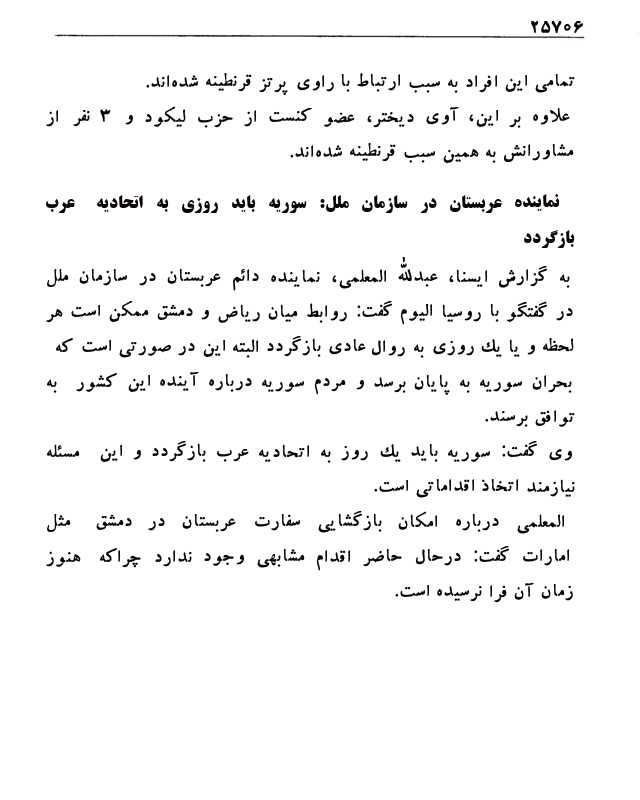 ۲۵۷۰۶
تمامی این افراد به سبب ارتباط با راوی پرتز قرنطینه شده‌اند.
علاوه بر این، آوی دیختر، عضو کنست از حزب لیکود و ۳ نفر از
مشاورانش به همین سبب قرنطینه شده‌اند.
نماینده عربستان در سازمان ملل: سوریه باید روزی به اتحادیه عرب
بازگردد
به گزارش ایسنا، عبدلله المعلمی، نماینده دائم عربستان در سازمان ملل
در گفتگو با روسیا الیوم گفت: روابط میان ریاض و دمشق ممکن است هر
لحظه و یا یك روزی به روال عادی بازگردد البته این در صورتی است که
بحران سوریه به پایان برسد و مردم سوریه درباره آینده این کشور به
توافق برسند.
وی گفت: سوریه باید یك روز به اتحادیه عرب بازگردد و این مسئله
نیازمند اتخاذ اقداماتی است.
المعلمی درباره امکان بازگشایی سفارت عربستان در دمشق مثل
امارات گفت: درحال حاضر اقدام مشابهی وجود ندارد چراکه هنوز
زمان آن فرا نرسیده است.